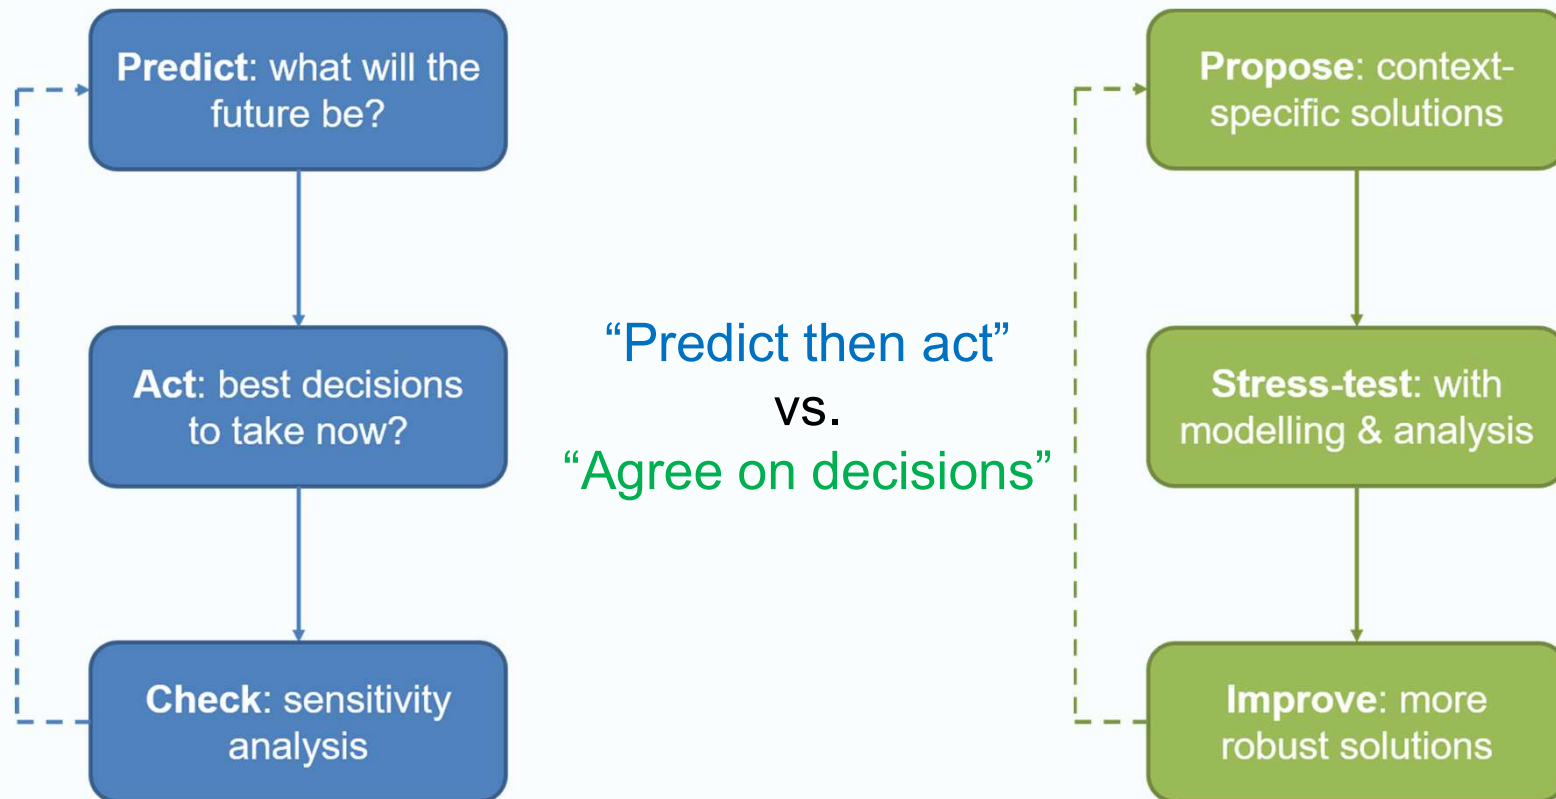 Predict: what will the
future be?
Act: best decisions
to take now?
Check: sensitivity
analysis
“Predict then act”
vs.
“Agree on decisions”
Propose: context-
specific solutions
Stress-test: with
modelling & analysis
Improve: more
robust solutions